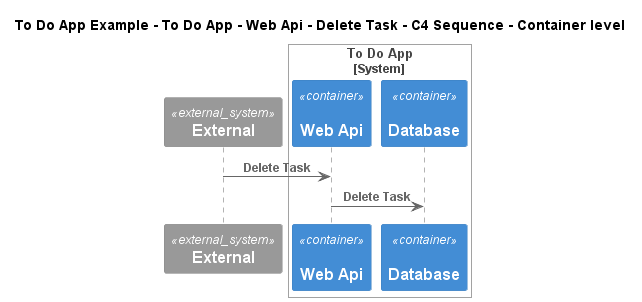 To Do App Example - To Do App - Web Api - Delete Task - C4 Sequence - Container level
To Do App
[System]
«external_system»
External
«container»
Web Api
«container»
Database
Delete Task
Delete Task
«external_system»
External
«container»
Web Api
«container»
Database